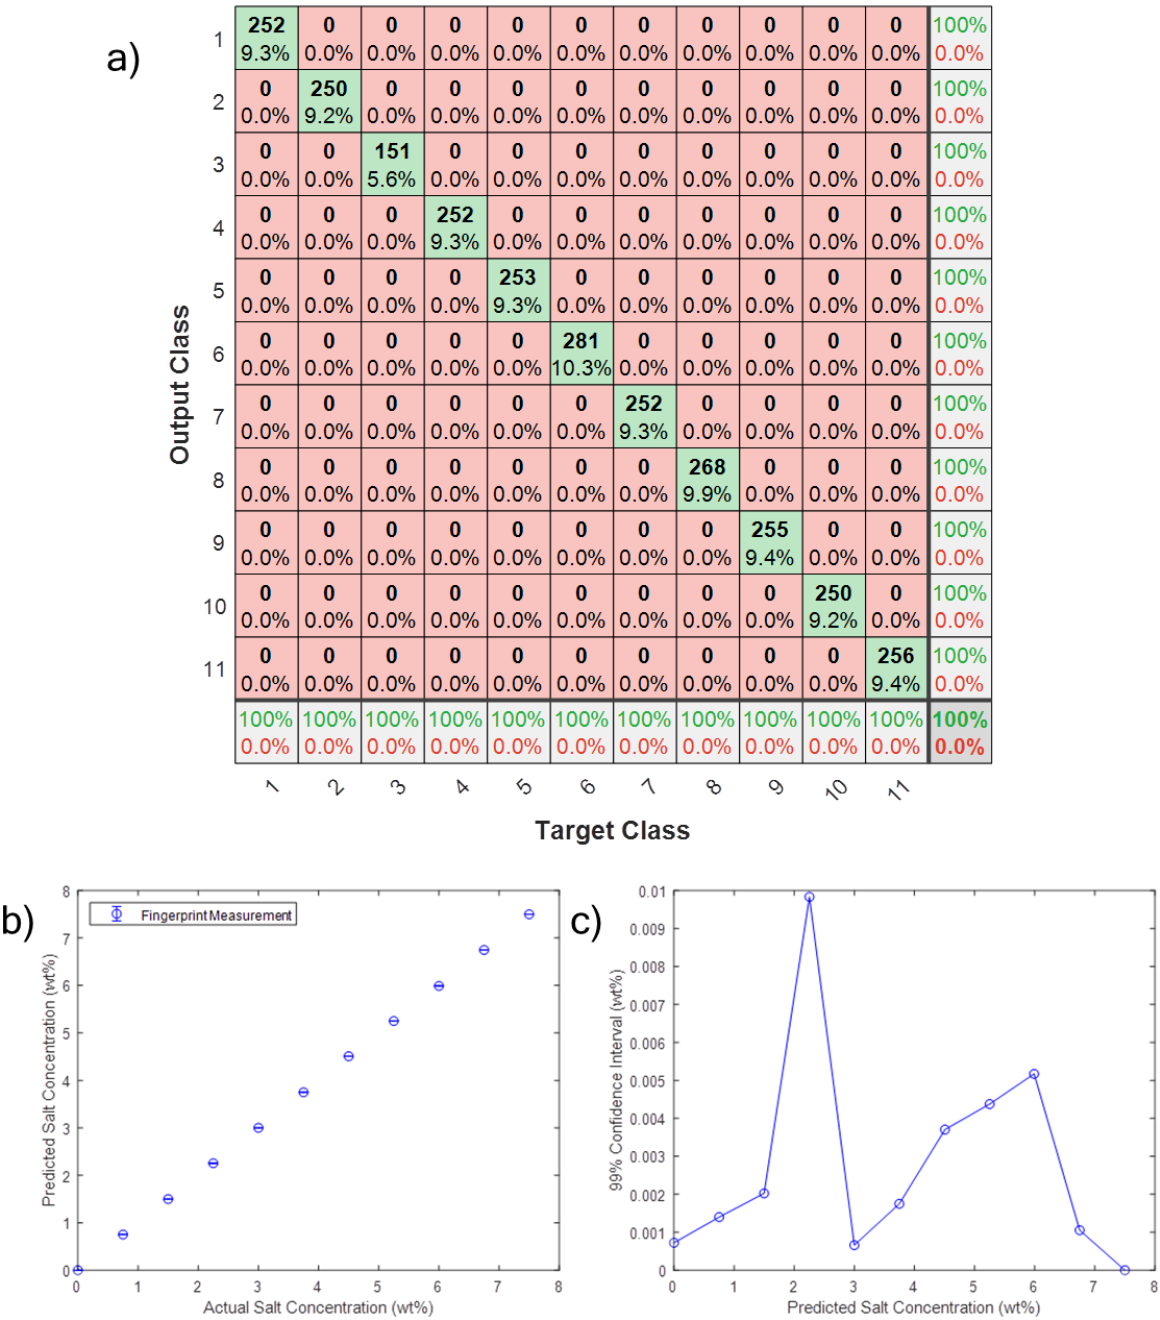 a)
Output Class
1
252 0 0 0 0 0 0 0 0 0 0 100%
9.3% 0.0% 0.0% 0.0% 0.0% 0.0% 0.0% 0.0% 0.0% 0.0% 0.0% 0.0%
2
0 250 0 0 0 0 0 0 0 0 0 100%
0.0% 9.2% 0.0% 0.0% 0.0% 0.0% 0.0% 0.0% 0.0% 0.0% 0.0% 0.0%
3
0 0 151 0 0 0 0 0 0 0 0 100%
0.0% 0.0% 5.6% 0.0% 0.0% 0.0% 0.0% 0.0% 0.0% 0.0% 0.0% 0.0%
4
0 0 0 252 0 0 0 0 0 0 0 100%
0.0% 0.0% 0.0% 9.3% 0.0% 0.0% 0.0% 0.0% 0.0% 0.0% 0.0% 0.0%
5
0 0 0 0 253 0 0 0 0 0 0 100%
0.0% 0.0% 0.0% 0.0% 9.3% 0.0% 0.0% 0.0% 0.0% 0.0% 0.0% 0.0%
6
0 0 0 0 0 281 0 0 0 0 0 100%
0.0% 0.0% 0.0% 0.0% 0.0% 10.3% 0.0% 0.0% 0.0% 0.0% 0.0% 0.0%
7
0 0 0 0 0 0 252 0 0 0 0 100%
0.0% 0.0% 0.0% 0.0% 0.0% 0.0% 9.3% 0.0% 0.0% 0.0% 0.0% 0.0%
8
0 0 0 0 0 0 0 268 0 0 0 100%
0.0% 0.0% 0.0% 0.0% 0.0% 0.0% 0.0% 9.9% 0.0% 0.0% 0.0% 0.0%
9
0 0 0 0 0 0 0 0 255 0 0 100%
0.0% 0.0% 0.0% 0.0% 0.0% 0.0% 0.0% 0.0% 9.4% 0.0% 0.0% 0.0%
10
0 0 0 0 0 0 0 0 0 250 0 100%
0.0% 0.0% 0.0% 0.0% 0.0% 0.0% 0.0% 0.0% 0.0% 9.2% 0.0% 0.0%
11
0 0 0 0 0 0 0 0 0 0 256 100%
0.0% 0.0% 0.0% 0.0% 0.0% 0.0% 0.0% 0.0% 0.0% 0.0% 9.4% 0.0%
100% 100% 100% 100% 100% 100% 100% 100% 100% 100% 100% 100%
0.0% 0.0% 0.0% 0.0% 0.0% 0.0% 0.0% 0.0% 0.0% 0.0% 0.0% 0.0%
1 2 3 4 5 6 7 8 9 10 11
Target Class
b)
Predicted Salt Concentration (wt%)
8
7
6
5
4
3
2
1
0
Fingerprint Measurement
0 1 2 3 4 5 6 7 8
Actual Salt Concentration (wt%)
c)
99% Confidence Interval (wt%)
0.01
0.009
0.008
0.007
0.006
0.005
0.004
0.003
0.002
0.001
0
0 1 2 3 4 5 6 7 8
Predicted Salt Concentration (wt%)